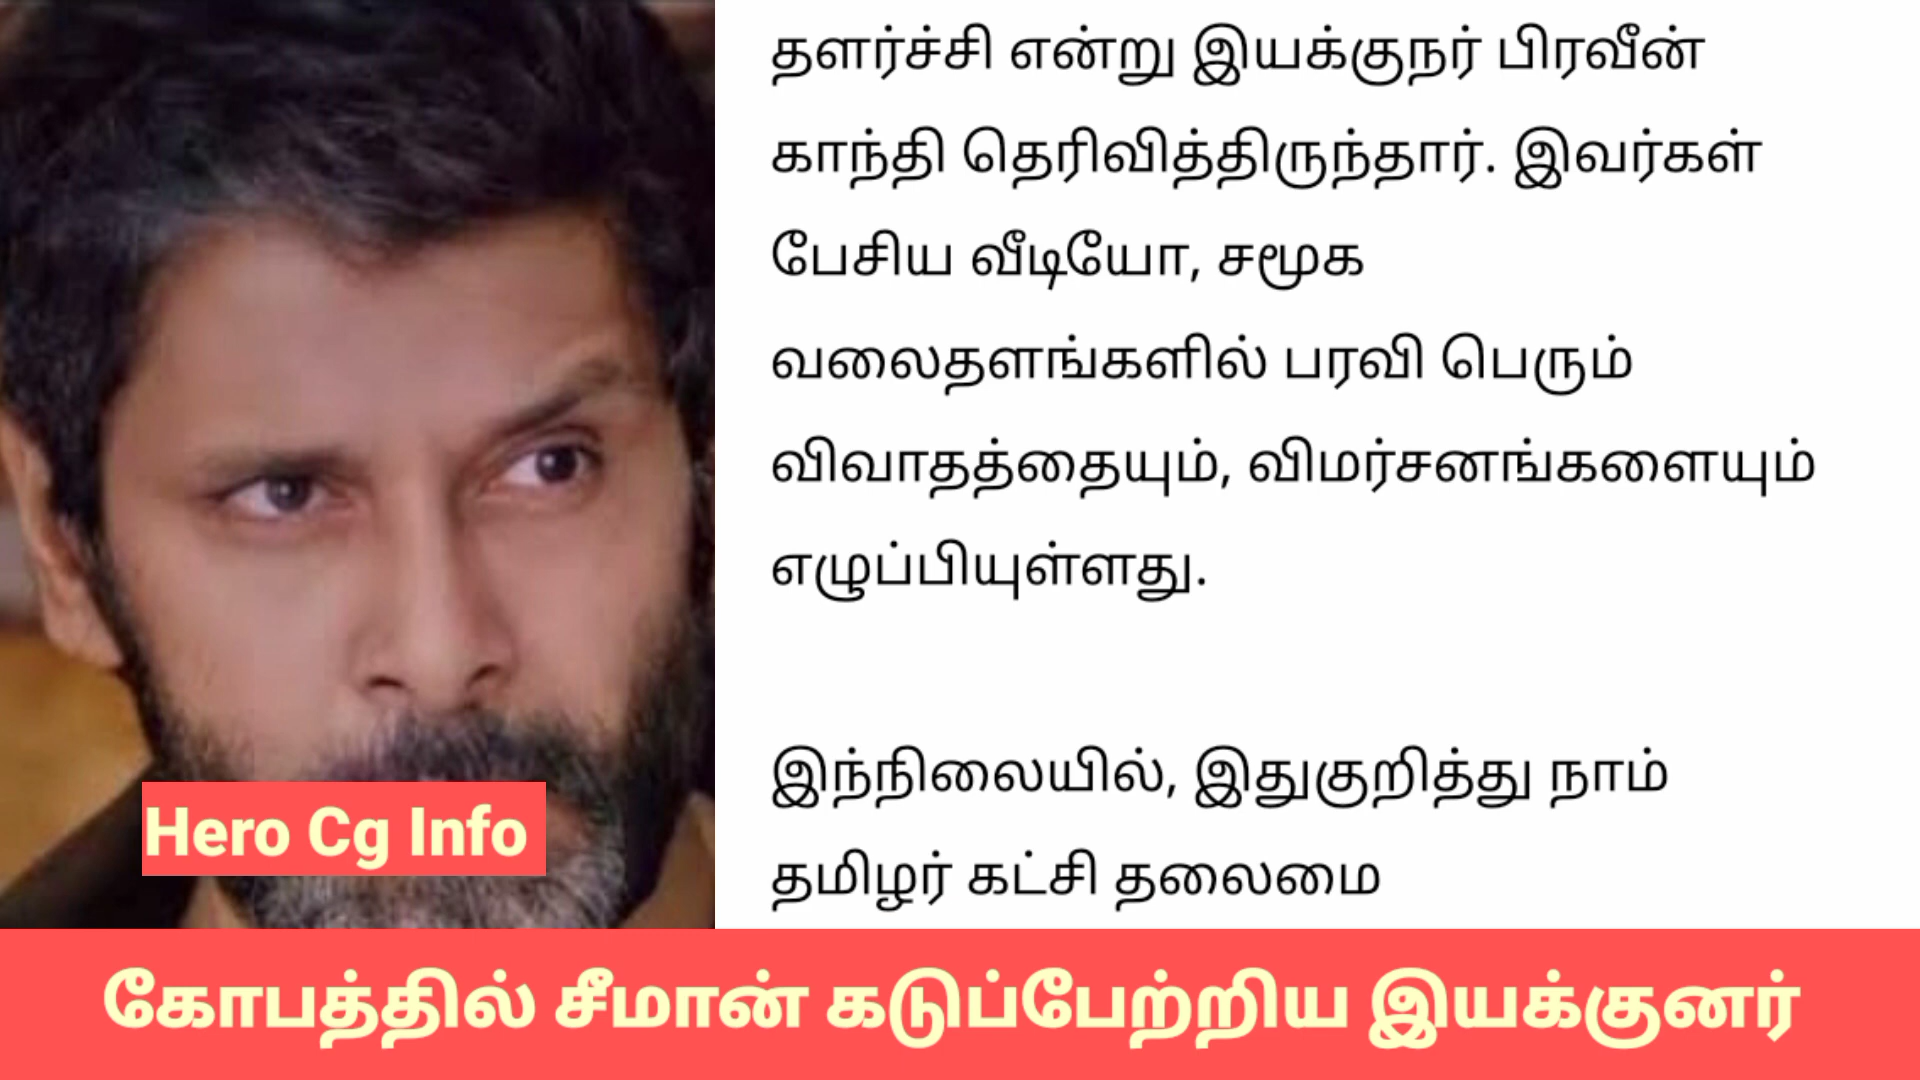 தளர்ச்சி என்று இயக்குநர் பிரவீன்
காந்தி தெரிவித்திருந்தார். இவர்கள்
பேசிய வீடியோ, சமூக
வலைதளங்களில் பரவி பெரும்
விவாதத்தையும், விமர்சனங்களையும்
எழுப்பியுள்ளது.
இந்நிலையில், இதுகுறித்து நாம்
தமிழர் கட்சி தலைமை
Hero Cg Info
கோபத்தில் சீமான் கடுப்பேற்றிய இயக்குனர்